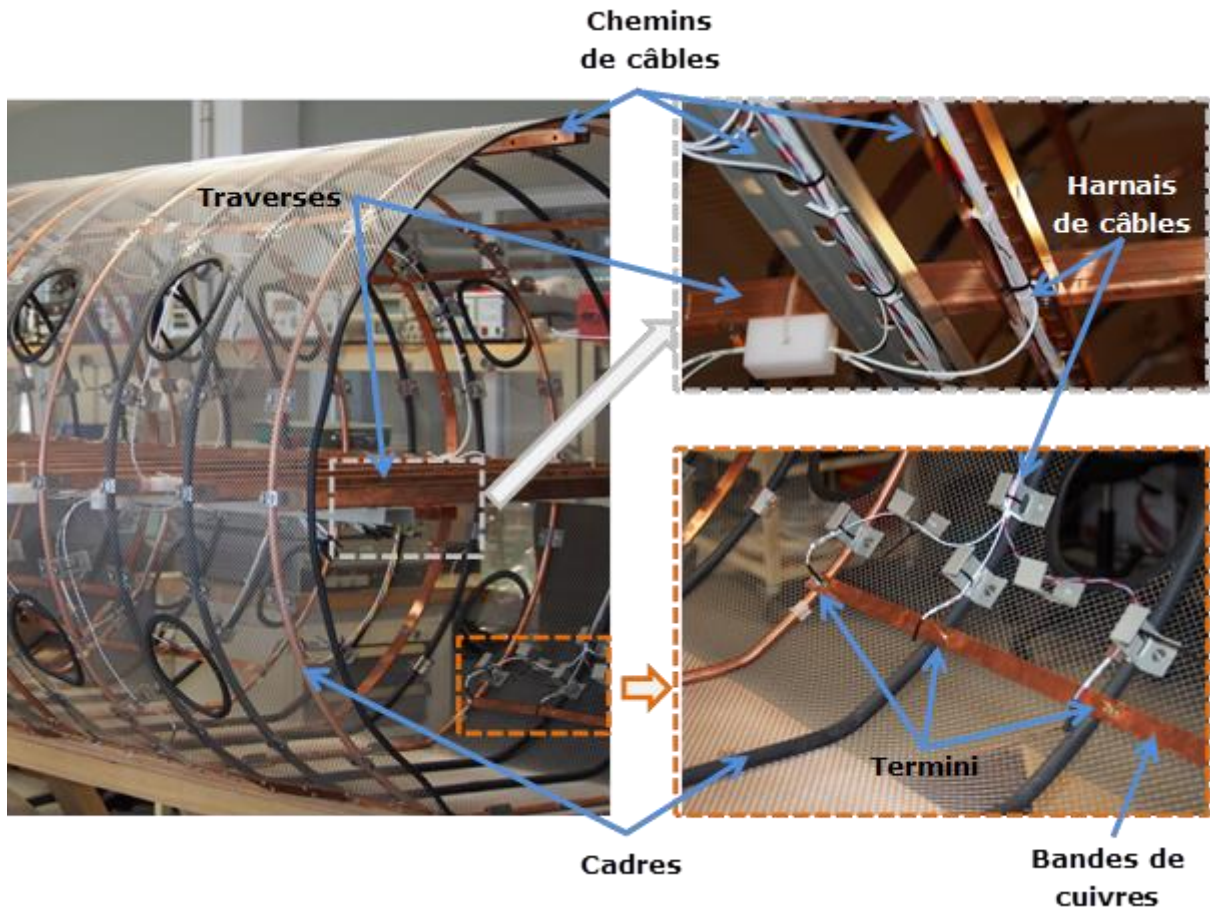 Chemins
de câbles
Traverses
Harnais
de câbles
Termini
Cadres
Bandes de
cuivres